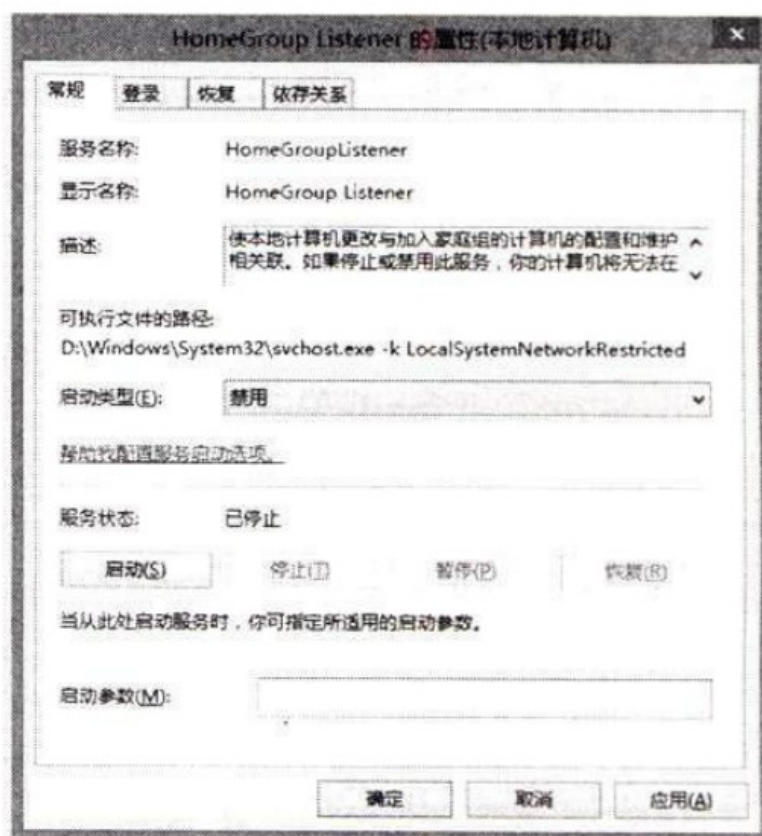 HomeGroup Listener 的属性(本地计算机)
常规 登录 恢复 依存关系
服务名称: HomeGroupListener
显示名称: HomeGroup Listener
描述: 使本地计算机更改与加入家庭组的计算机的配置和维护
相关联。如果停止或禁用此服务，你的计算机将无法在
可执行文件的路径:
D:\Windows\System32\svchost.exe -k LocalSystemNetworkRestricted
启动类型(E): 禁用
帮助我配置服务启动选项。
服务状态: 已停止
启动(S) 停止(T) 暂停(P) 恢复(R)
当从此处启动服务时，你可指定所适用的启动参数。
启动参数(M):
确定 取消 应用(A)